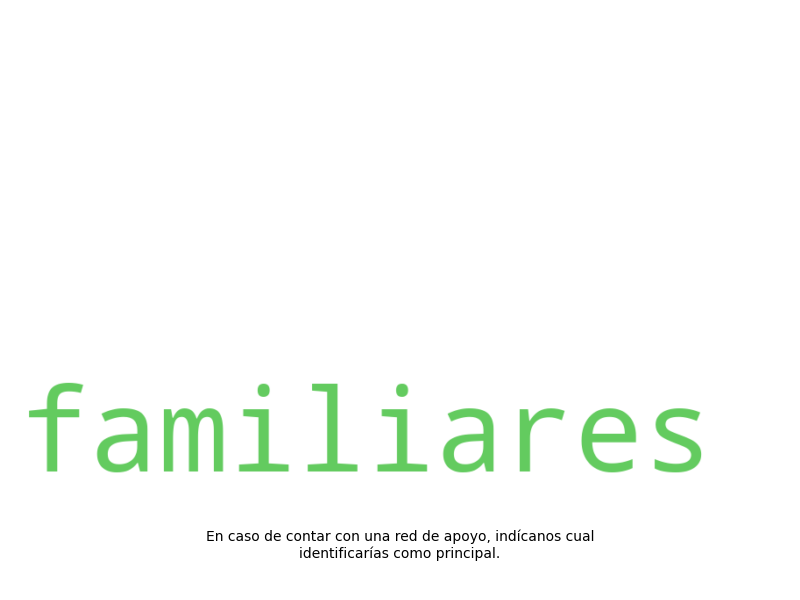 familiares
En caso de contar con una red de apoyo, indícanos cual
identificarías como principal.